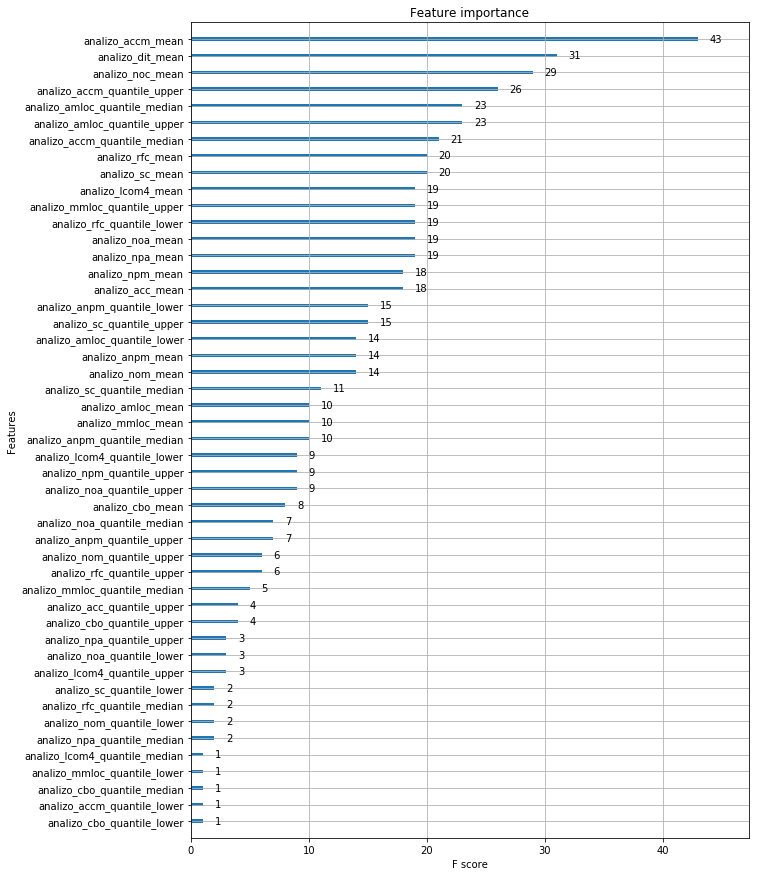 Feature importance
analizo_accm_mean 43
analizo_dit_mean 31
analizo_noc_mean 29
analizo_accm_quantile_upper 26
analizo_amloc_quantile_median 23
analizo_amloc_quantile_upper 23
analizo_accm_quantile_median 21
analizo_rfc_mean 20
analizo_sc_mean 20
analizo_lcom4_mean 19
analizo_mmloc_quantile_upper 19
analizo_rfc_quantile_lower 19
analizo_noa_mean 19
analizo_npa_mean 19
analizo_npm_mean 18
analizo_acc_mean 18
analizo_anpm_quantile_lower 15
analizo_sc_quantile_upper 15
analizo_amloc_quantile_lower 14
analizo_anpm_mean 14
analizo_nom_mean 14
analizo_sc_quantile_median 11
analizo_amloc_mean 10
analizo_mmloc_mean 10
analizo_anpm_quantile_median 10
analizo_lcom4_quantile_lower 9
analizo_npm_quantile_upper 9
analizo_noa_quantile_upper 9
analizo_cbo_mean 8
analizo_noa_quantile_median 7
analizo_anpm_quantile_upper 7
analizo_nom_quantile_upper 6
analizo_rfc_quantile_upper 6
analizo_mmloc_quantile_median 5
analizo_acc_quantile_upper 4
analizo_cbo_quantile_upper 4
analizo_npa_quantile_upper 3
analizo_noa_quantile_lower 3
analizo_lcom4_quantile_upper 3
analizo_sc_quantile_lower 2
analizo_rfc_quantile_median 2
analizo_nom_quantile_lower 2
analizo_npa_quantile_median 2
analizo_lcom4_quantile_median 1
analizo_mmloc_quantile_lower 1
analizo_cbo_quantile_median 1
analizo_accm_quantile_lower 1
analizo_cbo_quantile_lower 1
Features
0 10 20 30 40
F score